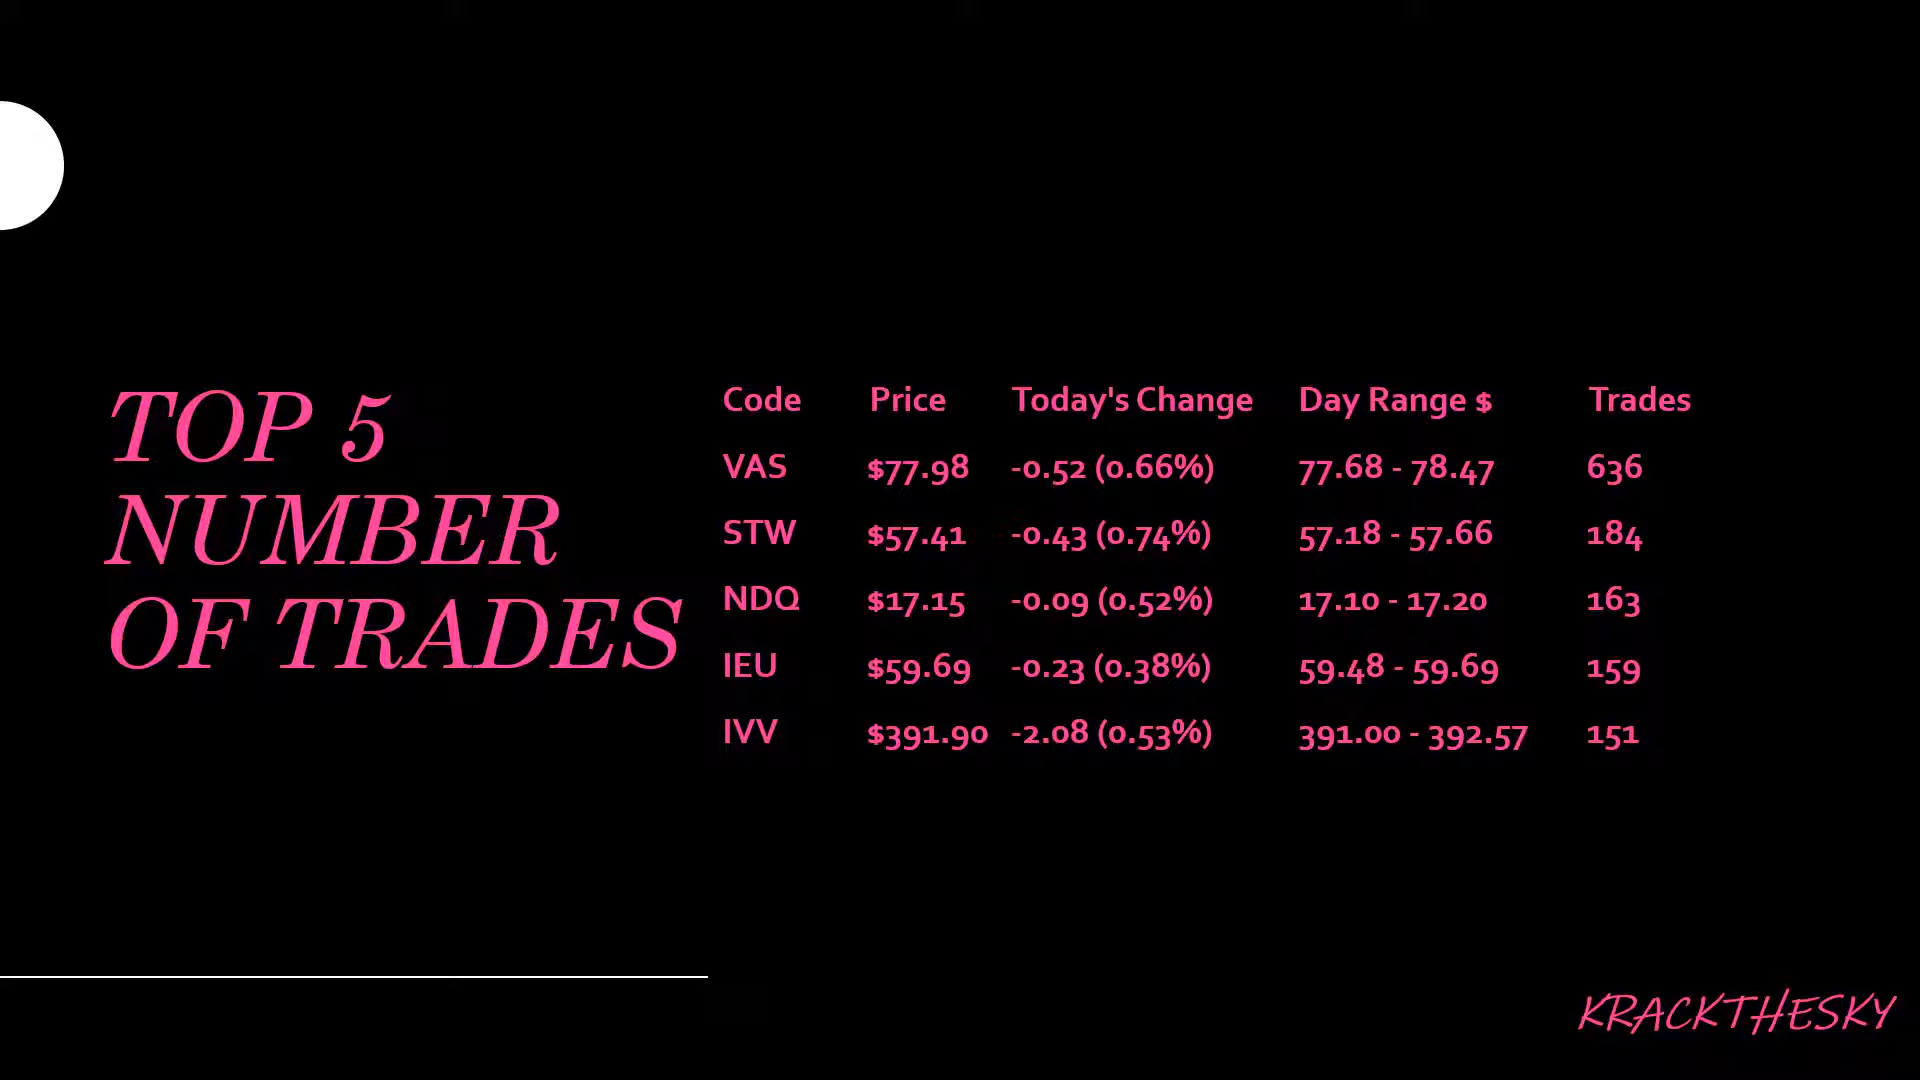 TOP 5
NUMBER
OF TRADES
Code Price Today's Change Day Range $ Trades
VAS $77.98 -0.52 (0.66%) 77.68 - 78.47 636
STW $57.41 -0.43 (0.74%) 57.18 - 57.66 184
NDQ $17.15 -0.09 (0.52%) 17.10 - 17.20 163
IEU $59.69 -0.23 (0.38%) 59.48 - 59.69 159
IVV $391.90 -2.08 (0.53%) 391.00 - 392.57 151
KRACKTHESKY